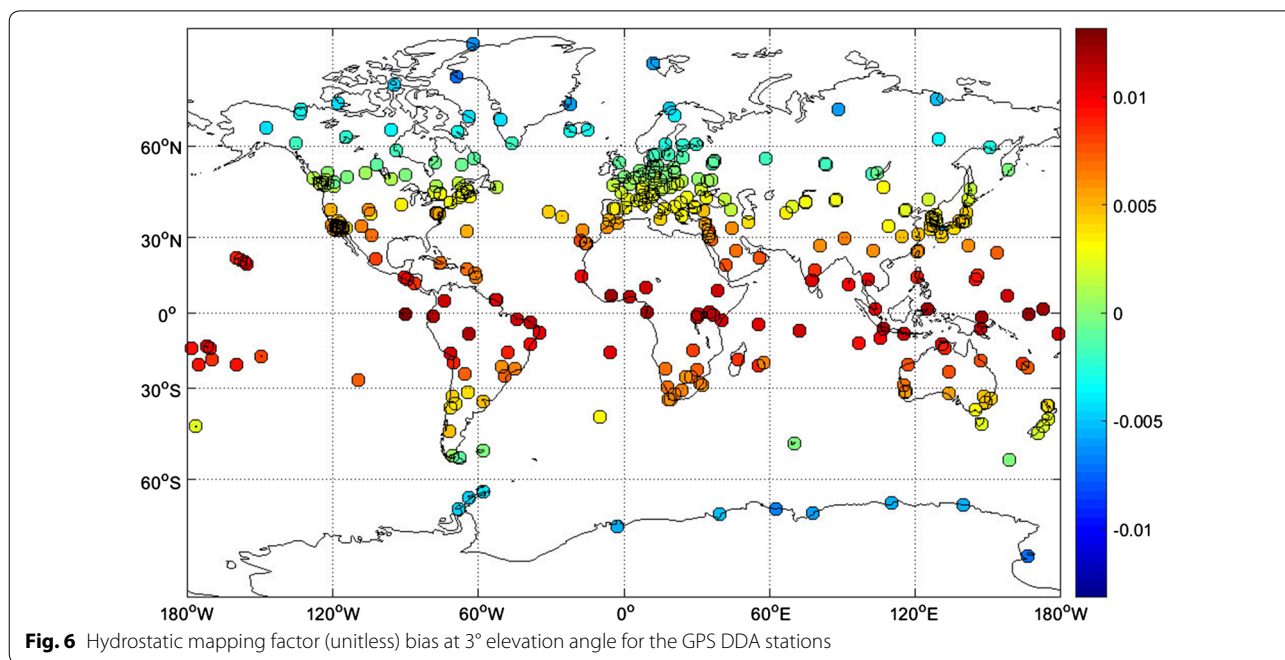 60°N
30°N
0°
30°S
60°S
180°W 120°W 60°W 0° 60°E 120°E 180°W
0.01
0.005
0
-0.005
-0.01
Fig. 6 Hydrostatic mapping factor (unitless) bias at 3° elevation angle for the GPS DDA stations